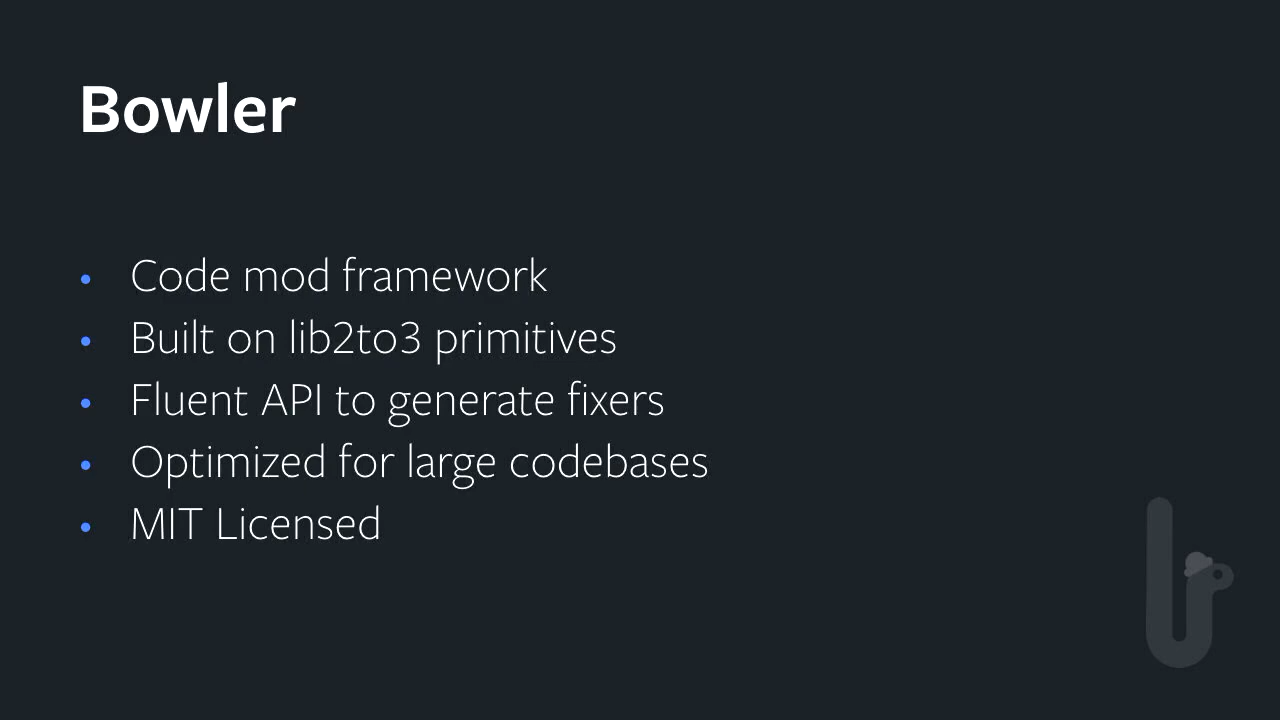 Bowler
• Code mod framework
• Built on lib2to3 primitives
• Fluent API to generate fixers
• Optimized for large codebases
• MIT Licensed